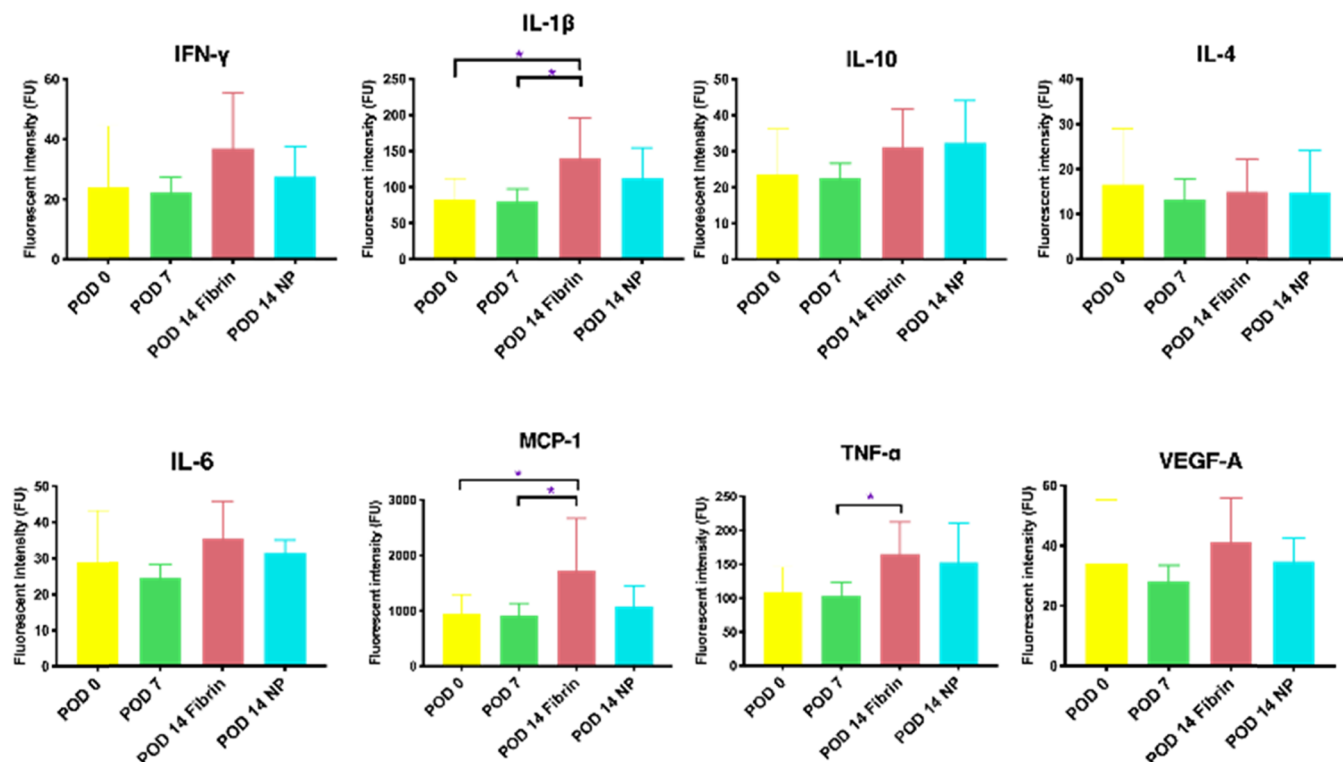 IFN-γ
Fluorescent intensity (FU)
60
40
20
0
POD 0
POD 7
POD 14 Fibrin
POD 14 NP
IL-1β
*
*
Fluorescent intensity (FU)
250
200
150
100
50
0
POD 0
POD 7
POD 14 Fibrin
POD 14 NP
IL-10
Fluorescent intensity (FU)
50
40
30
20
10
0
POD 0
POD 7
POD 14 Fibrin
POD 14 NP
IL-4
Fluorescent intensity (FU)
40
30
20
10
0
POD 0
POD 7
POD 14 Fibrin
POD 14 NP
IL-6
Fluorescent intensity (FU)
50
40
30
20
10
0
POD 0
POD 7
POD 14 Fibrin
POD 14 NP
MCP-1
*
*
Fluorescent intensity (FU)
3000
2000
1000
0
POD 0
POD 7
POD 14 Fibrin
POD 14 NP
TNF-α
*
Fluorescent intensity (FU)
250
200
150
100
50
0
POD 0
POD 7
POD 14 Fibrin
POD 14 NP
VEGF-A
Fluorescent intensity (FU)
60
40
20
0
POD 0
POD 7
POD 14 Fibrin
POD 14 NP